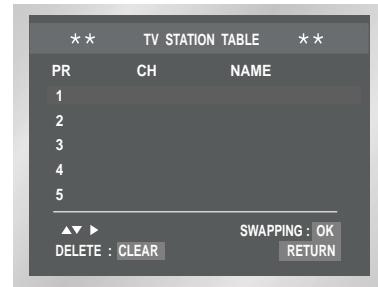 ** TV STATION TABLE **
PR CH NAME
1
2
3
4
5
▲▼ ▶ SWAPPING : OK
DELETE : CLEAR RETURN